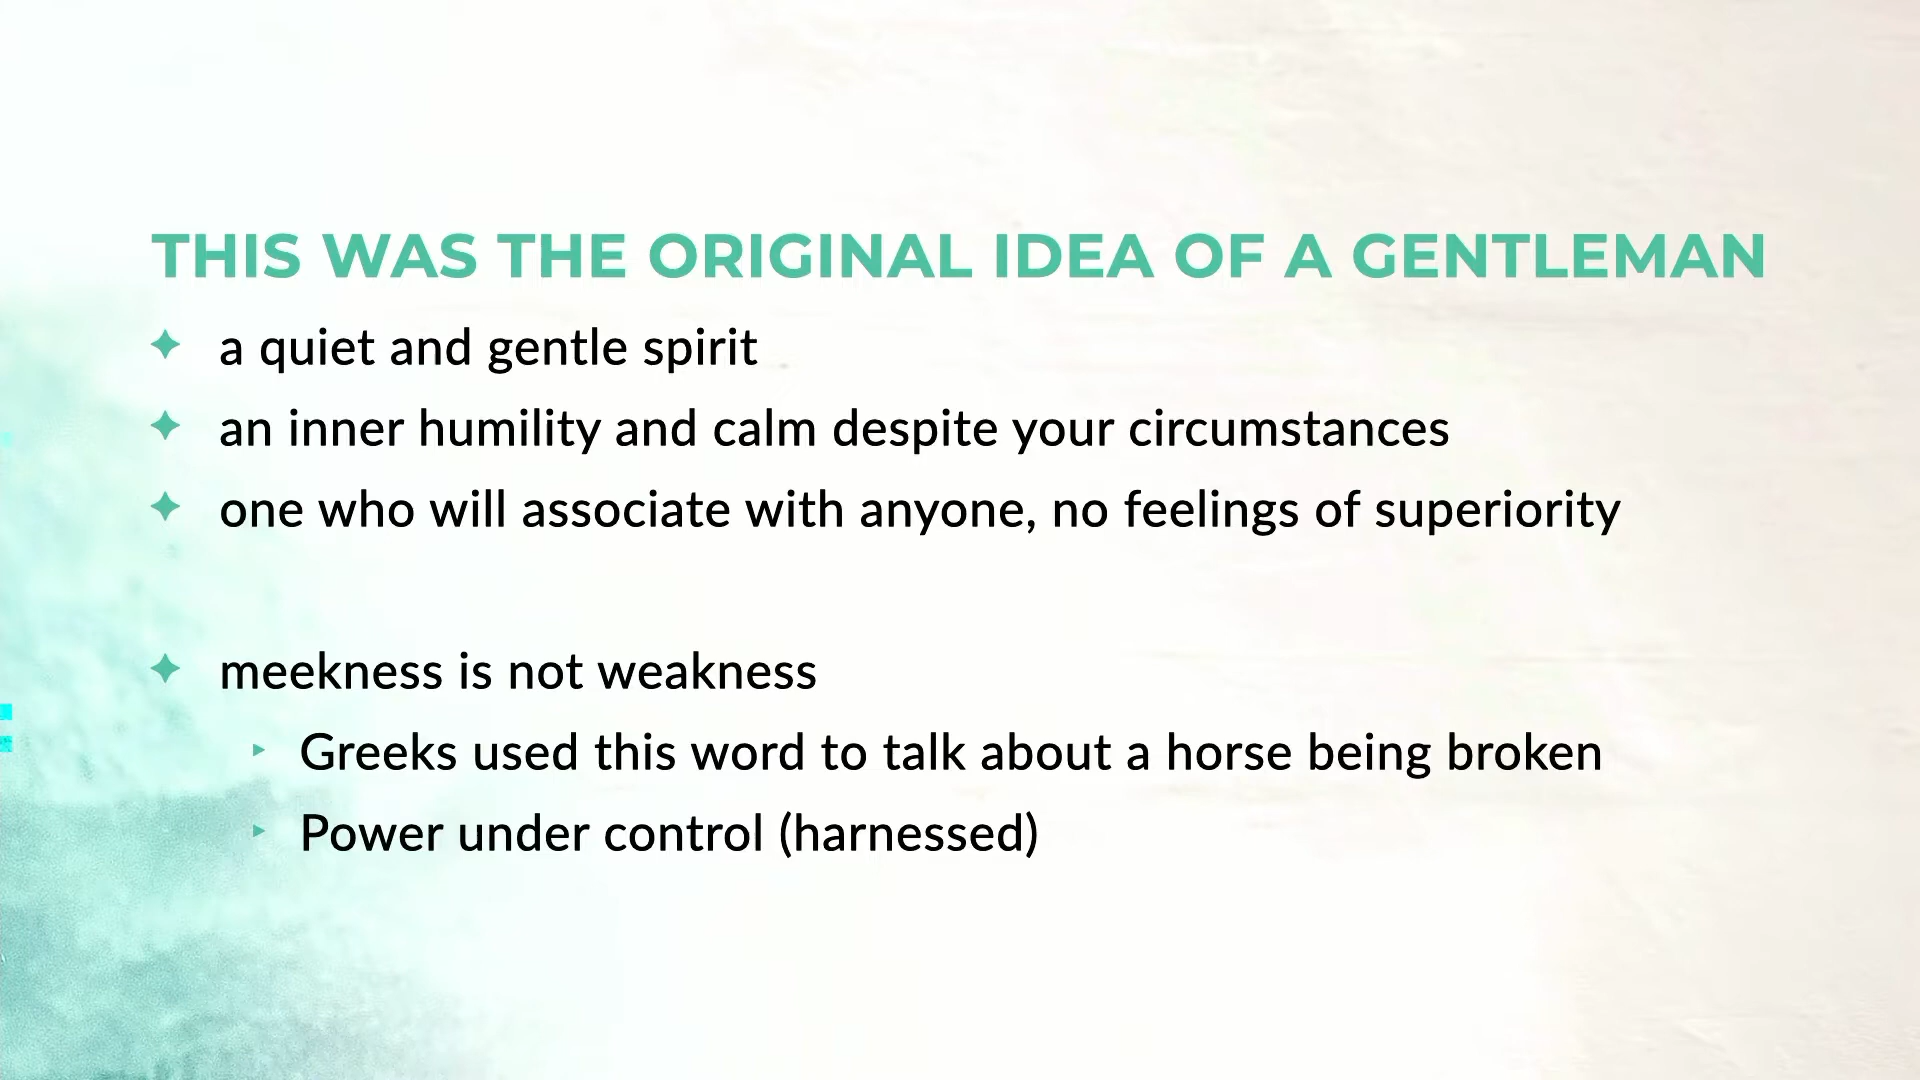 THIS WAS THE ORIGINAL IDEA OF A GENTLEMAN
a quiet and gentle spirit
an inner humility and calm despite your circumstances
one who will associate with anyone, no feelings of superiority
meekness is not weakness
Greeks used this word to talk about a horse being broken
Power under control (harnessed)